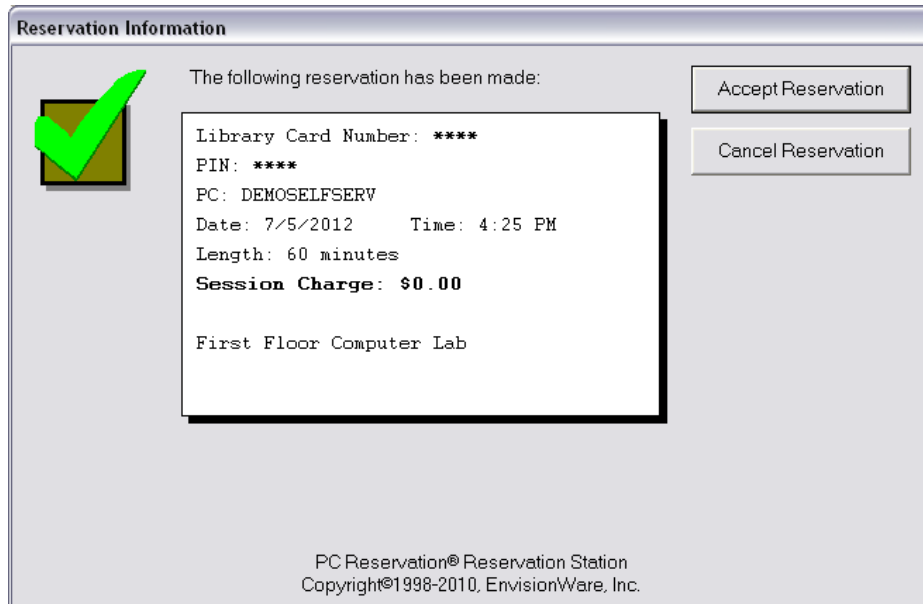 Reservation Information
The following reservation has been made:
Accept Reservation
Cancel Reservation
Library Card Number: ****
PIN: ****
PC: DEMOSELFSERV
Date: 7/5/2012 Time: 4:25 PM
Length: 60 minutes
Session Charge: $0.00
First Floor Computer Lab
PC Reservation® Reservation Station
Copyright©1998-2010, EnvisionWare, Inc.